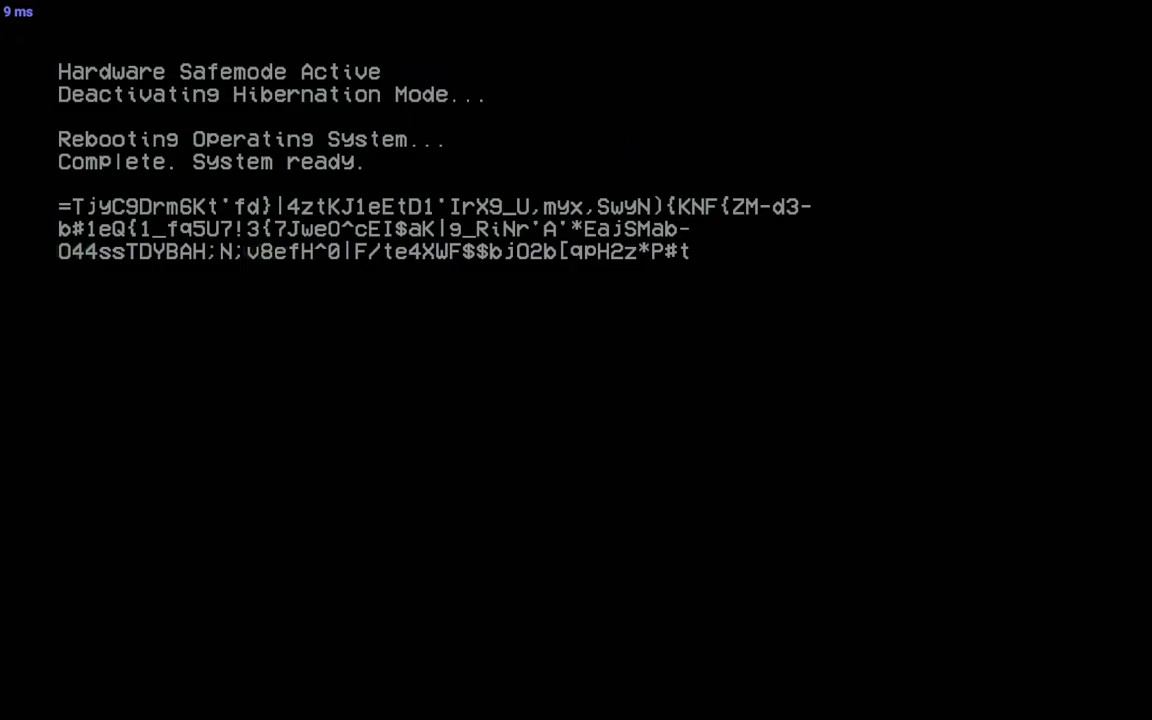 9 ms
Hardware Safemode Active
Deactivating Hibernation Mode...
Rebooting Operating System...
Complete. System ready.
=TjyC9Drm6Kt'fd}|4ztKJ1eEtD1'IrX9_U,myx,SwyN){KNF{ZM-d3-
b#1eQ{1_fq5U7!3{7JweO^cEI$aK|g_RiNr'A'*EajSMab-
O44ssTDYBAH;N;v8efH^0|F/te4XWF$$bjO2b[qpH2z*P#t